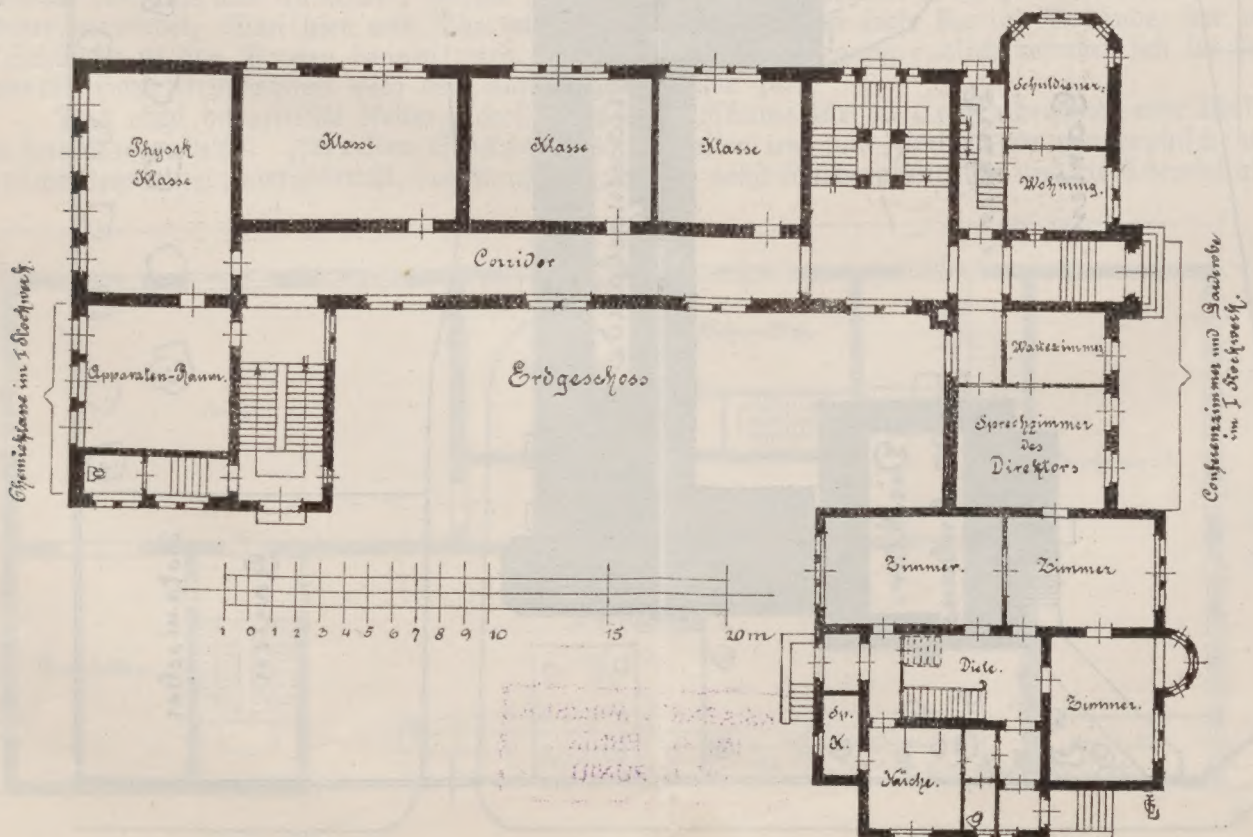 Schuldiener-
Wohnung.
Physik
Klasse
Klasse
Klasse
Klasse
Corridor
Chemieklasse im I Stockwerk.
Apparaten-Raum.
Erdgeschoss
Wartezimmer
Sprechzimmer
des
Direktors
Conferenzzimmer und
im I Stockwerk
Zimmer.
Zimmer
1 0 1 2 3 4 5 6 7 8 9 10 15 20 m
Diele.
Zimmer.
Sp.
K.
Küche.